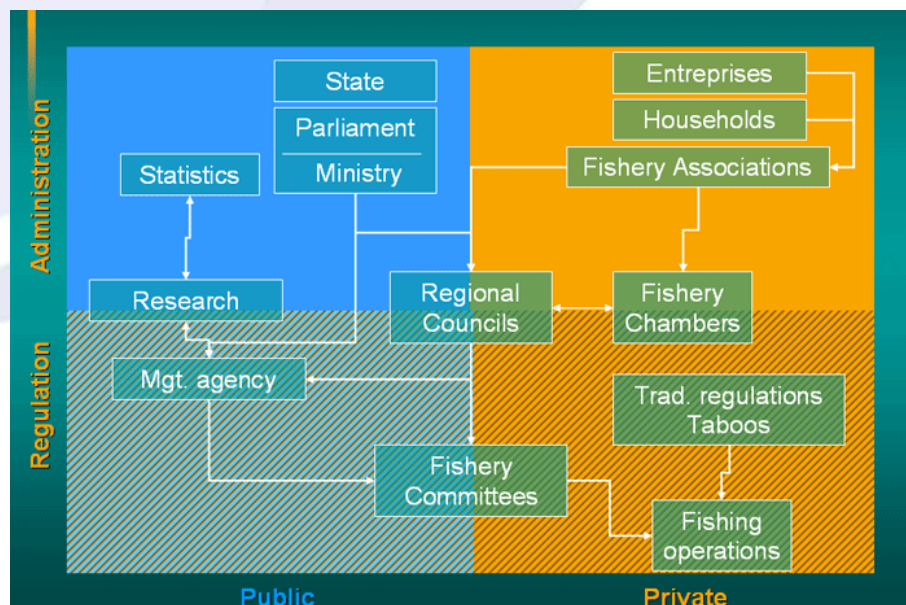 Administration
Regulation
State
Parliament
Ministry
Statistics
Research
Mgt. agency
Regional
Councils
Fishery
Committees
Entreprises
Households
Fishery Associations
Fishery
Chambers
Trad. regulations
Taboos
Fishing
operations
Public
Private